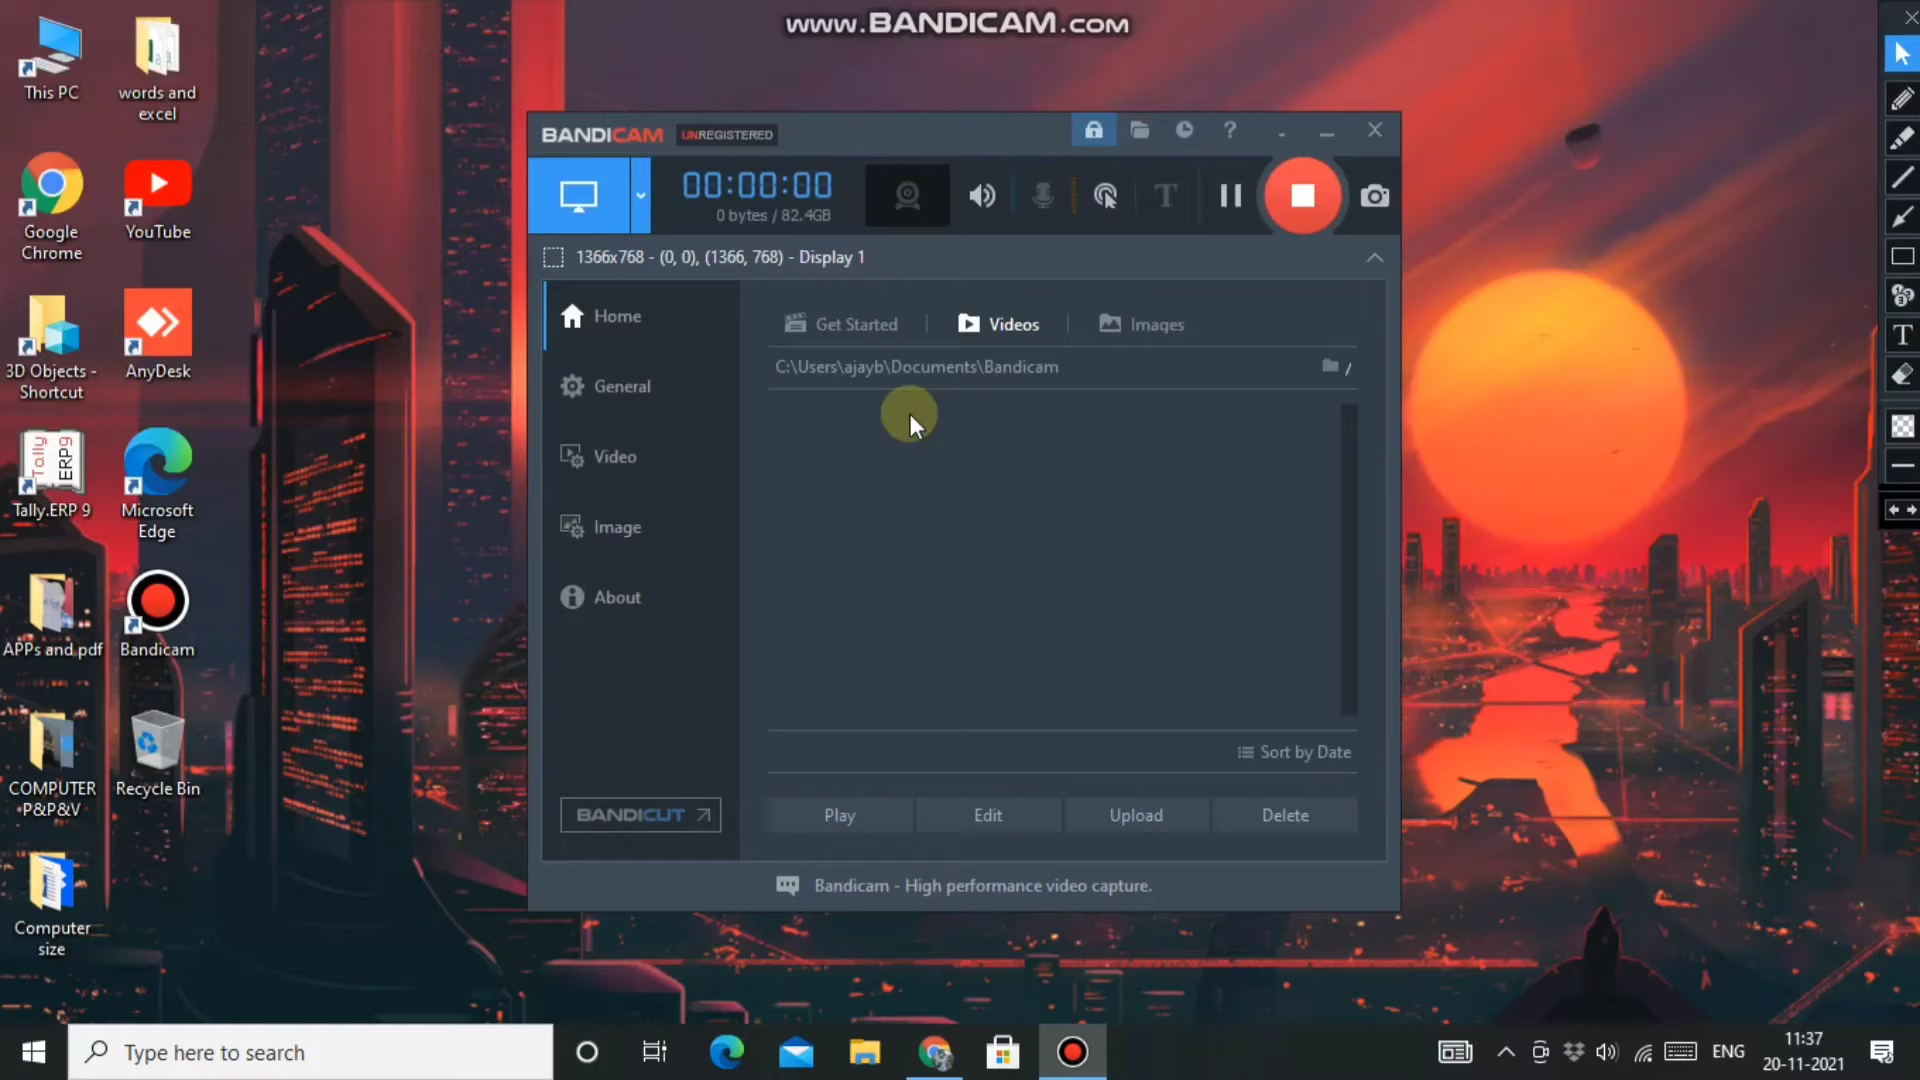 www.BANDICAM.com
This PC
words and
excel
Google
Chrome
YouTube
3D Objects -
Shortcut
AnyDesk
Tally
ERP9
Tally.ERP 9
Microsoft
Edge
APPs and.pdf
Bandicam
COMPUTER
P&P&V
Recycle Bin
Computer
size
BANDICAM UNREGISTERED
00:00:00
0 bytes / 82.4GB
1366x768 - (0, 0), (1366, 768) - Display 1
Home
General
Video
Image
About
BANDICUT
Get Started
Videos
Images
C:\Users\ajayb\Documents\Bandicam
/
Sort by Date
Play
Edit
Upload
Delete
Bandicam - High performance video capture.
T
T
?
Type here to search
ENG
11:37
20-11-2021